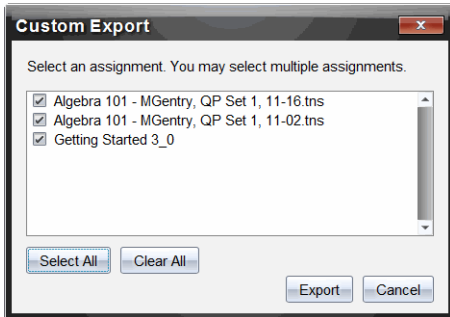 Custom Export
Select an assignment. You may select multiple assignments.
Algebra 101 - MGentry, QP Set 1, 11-16.tns
Algebra 101 - MGentry, QP Set 1, 11-02.tns
Getting Started 3_0
Select All Clear All
Export Cancel